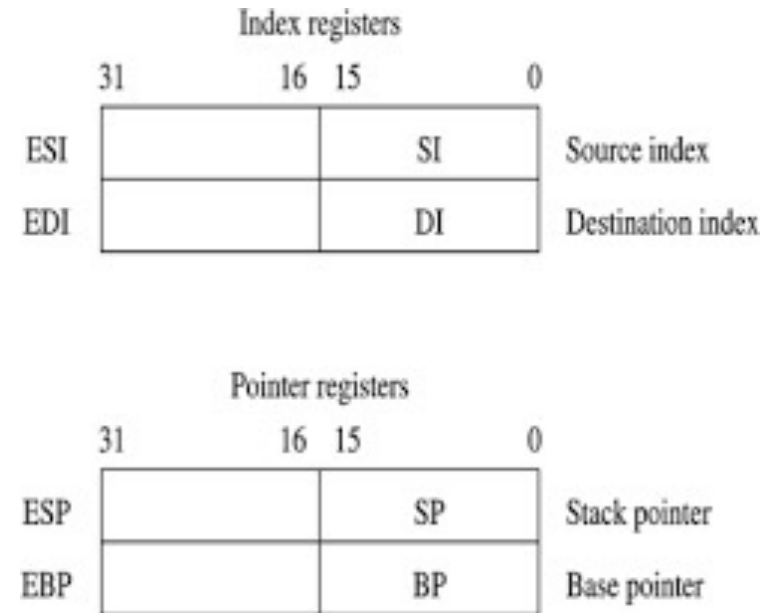 Index registers
31 16 15 0
ESI SI Source index
EDI DI Destination index
Pointer registers
31 16 15 0
ESP SP Stack pointer
EBP BP Base pointer